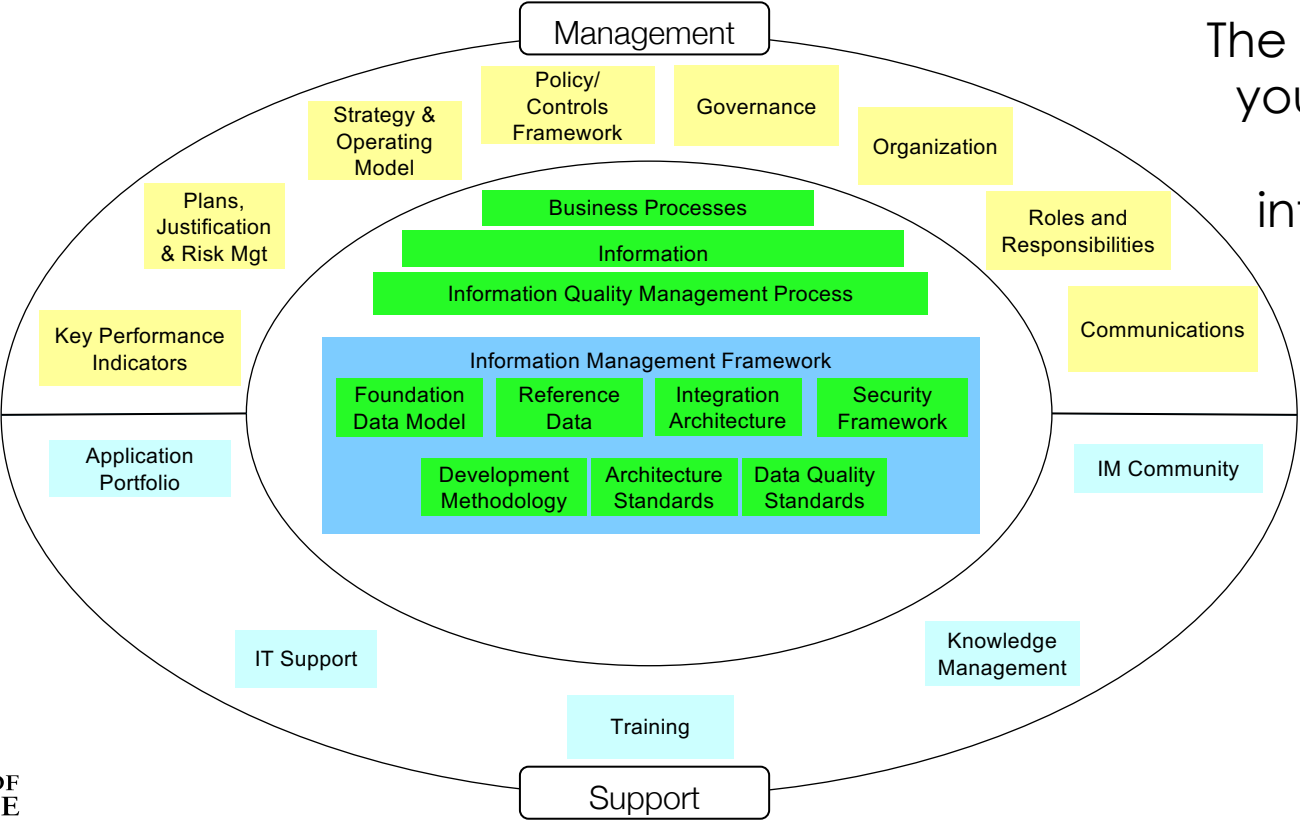 Management
The
you
int
Policy/
Controls
Framework
Governance
Strategy &
Operating
Model
Organization
Plans,
Justification
& Risk Mgt
Roles and
Responsibilities
Key Performance
Indicators
Communications
Business Processes
Information
Information Quality Management Process
Information Management Framework
Foundation
Data Model
Reference
Data
Integration
Architecture
Security
Framework
Development
Methodology
Architecture
Standards
Data Quality
Standards
Application
Portfolio
IM Community
IT Support
Knowledge
Management
Training
Support
OF
E